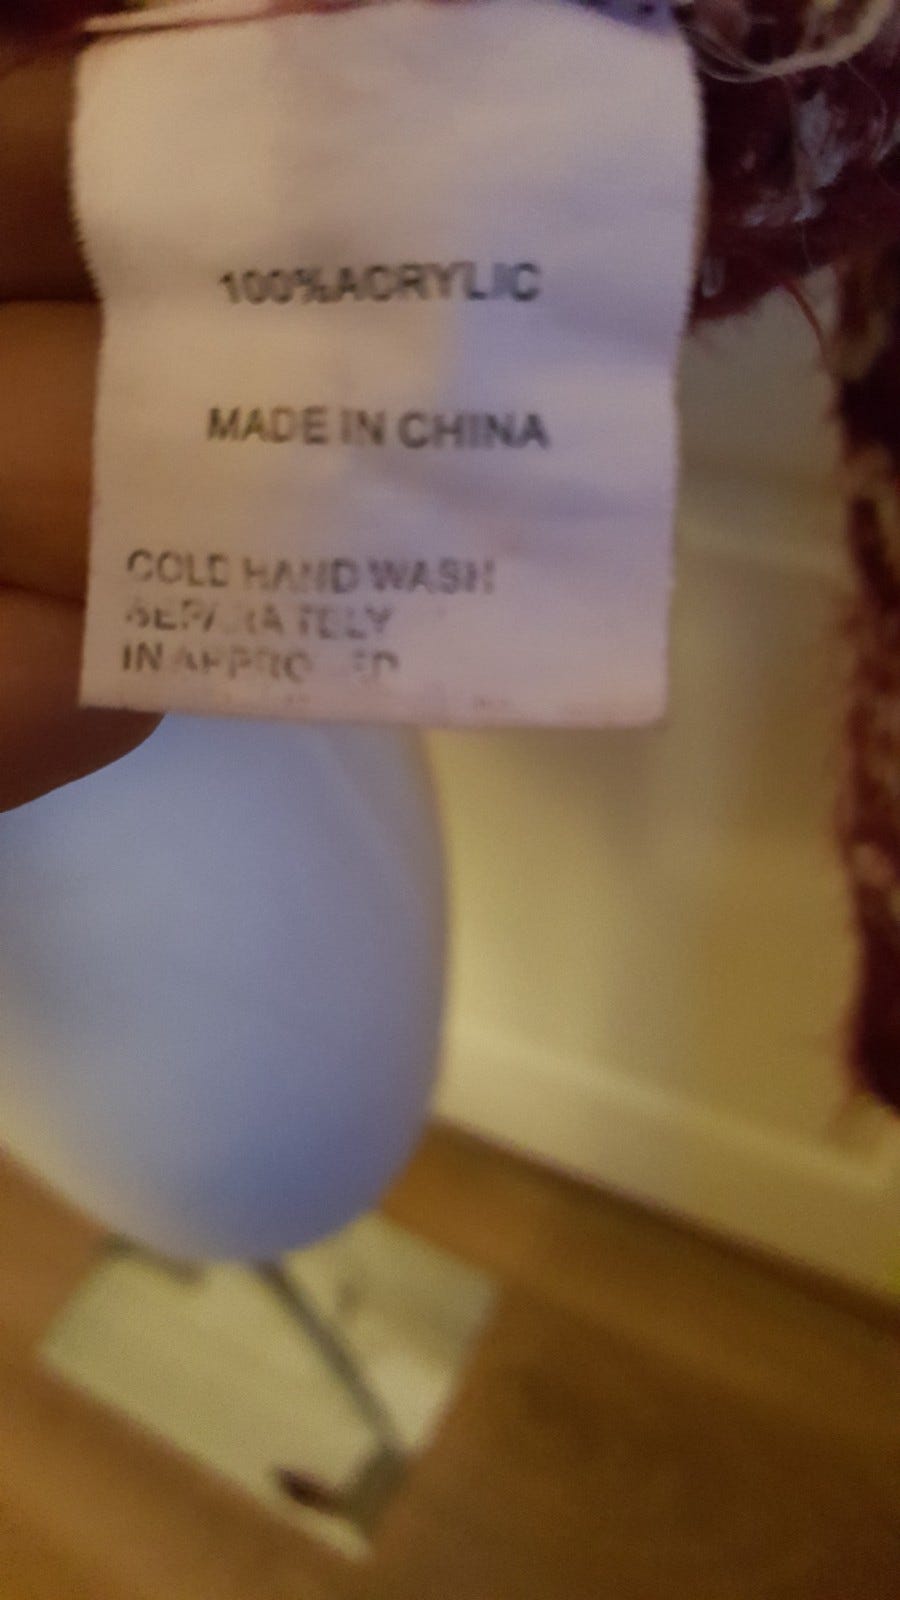 100%ACRYLIC
MADE IN CHINA
COLD HAND WASH
SEPARATELY
IN